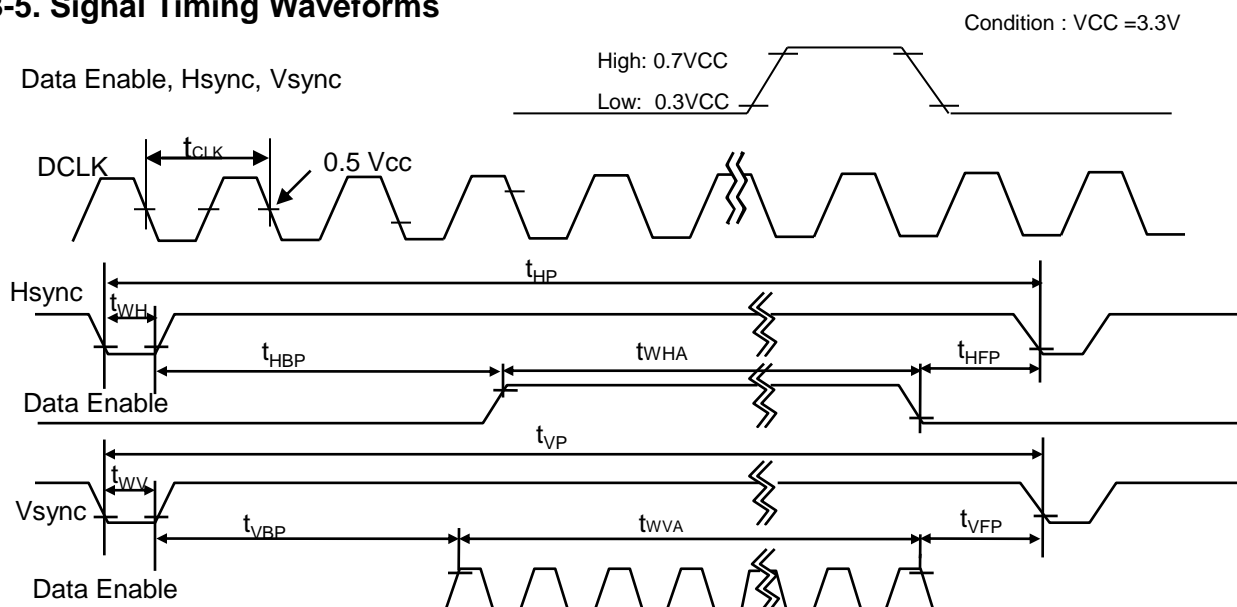 3-5. Signal Timing Waveforms
Condition : VCC =3.3V
High: 0.7VCC
Data Enable, Hsync, Vsync
Low: 0.3VCC
tCLK
0.5 Vcc
DCLK
tHP
Hsync
tWH
tHBP
tWHA
tHFP
Data Enable
tVP
tWV
Vsync
tVBP
tWVA
tVFP
Data Enable